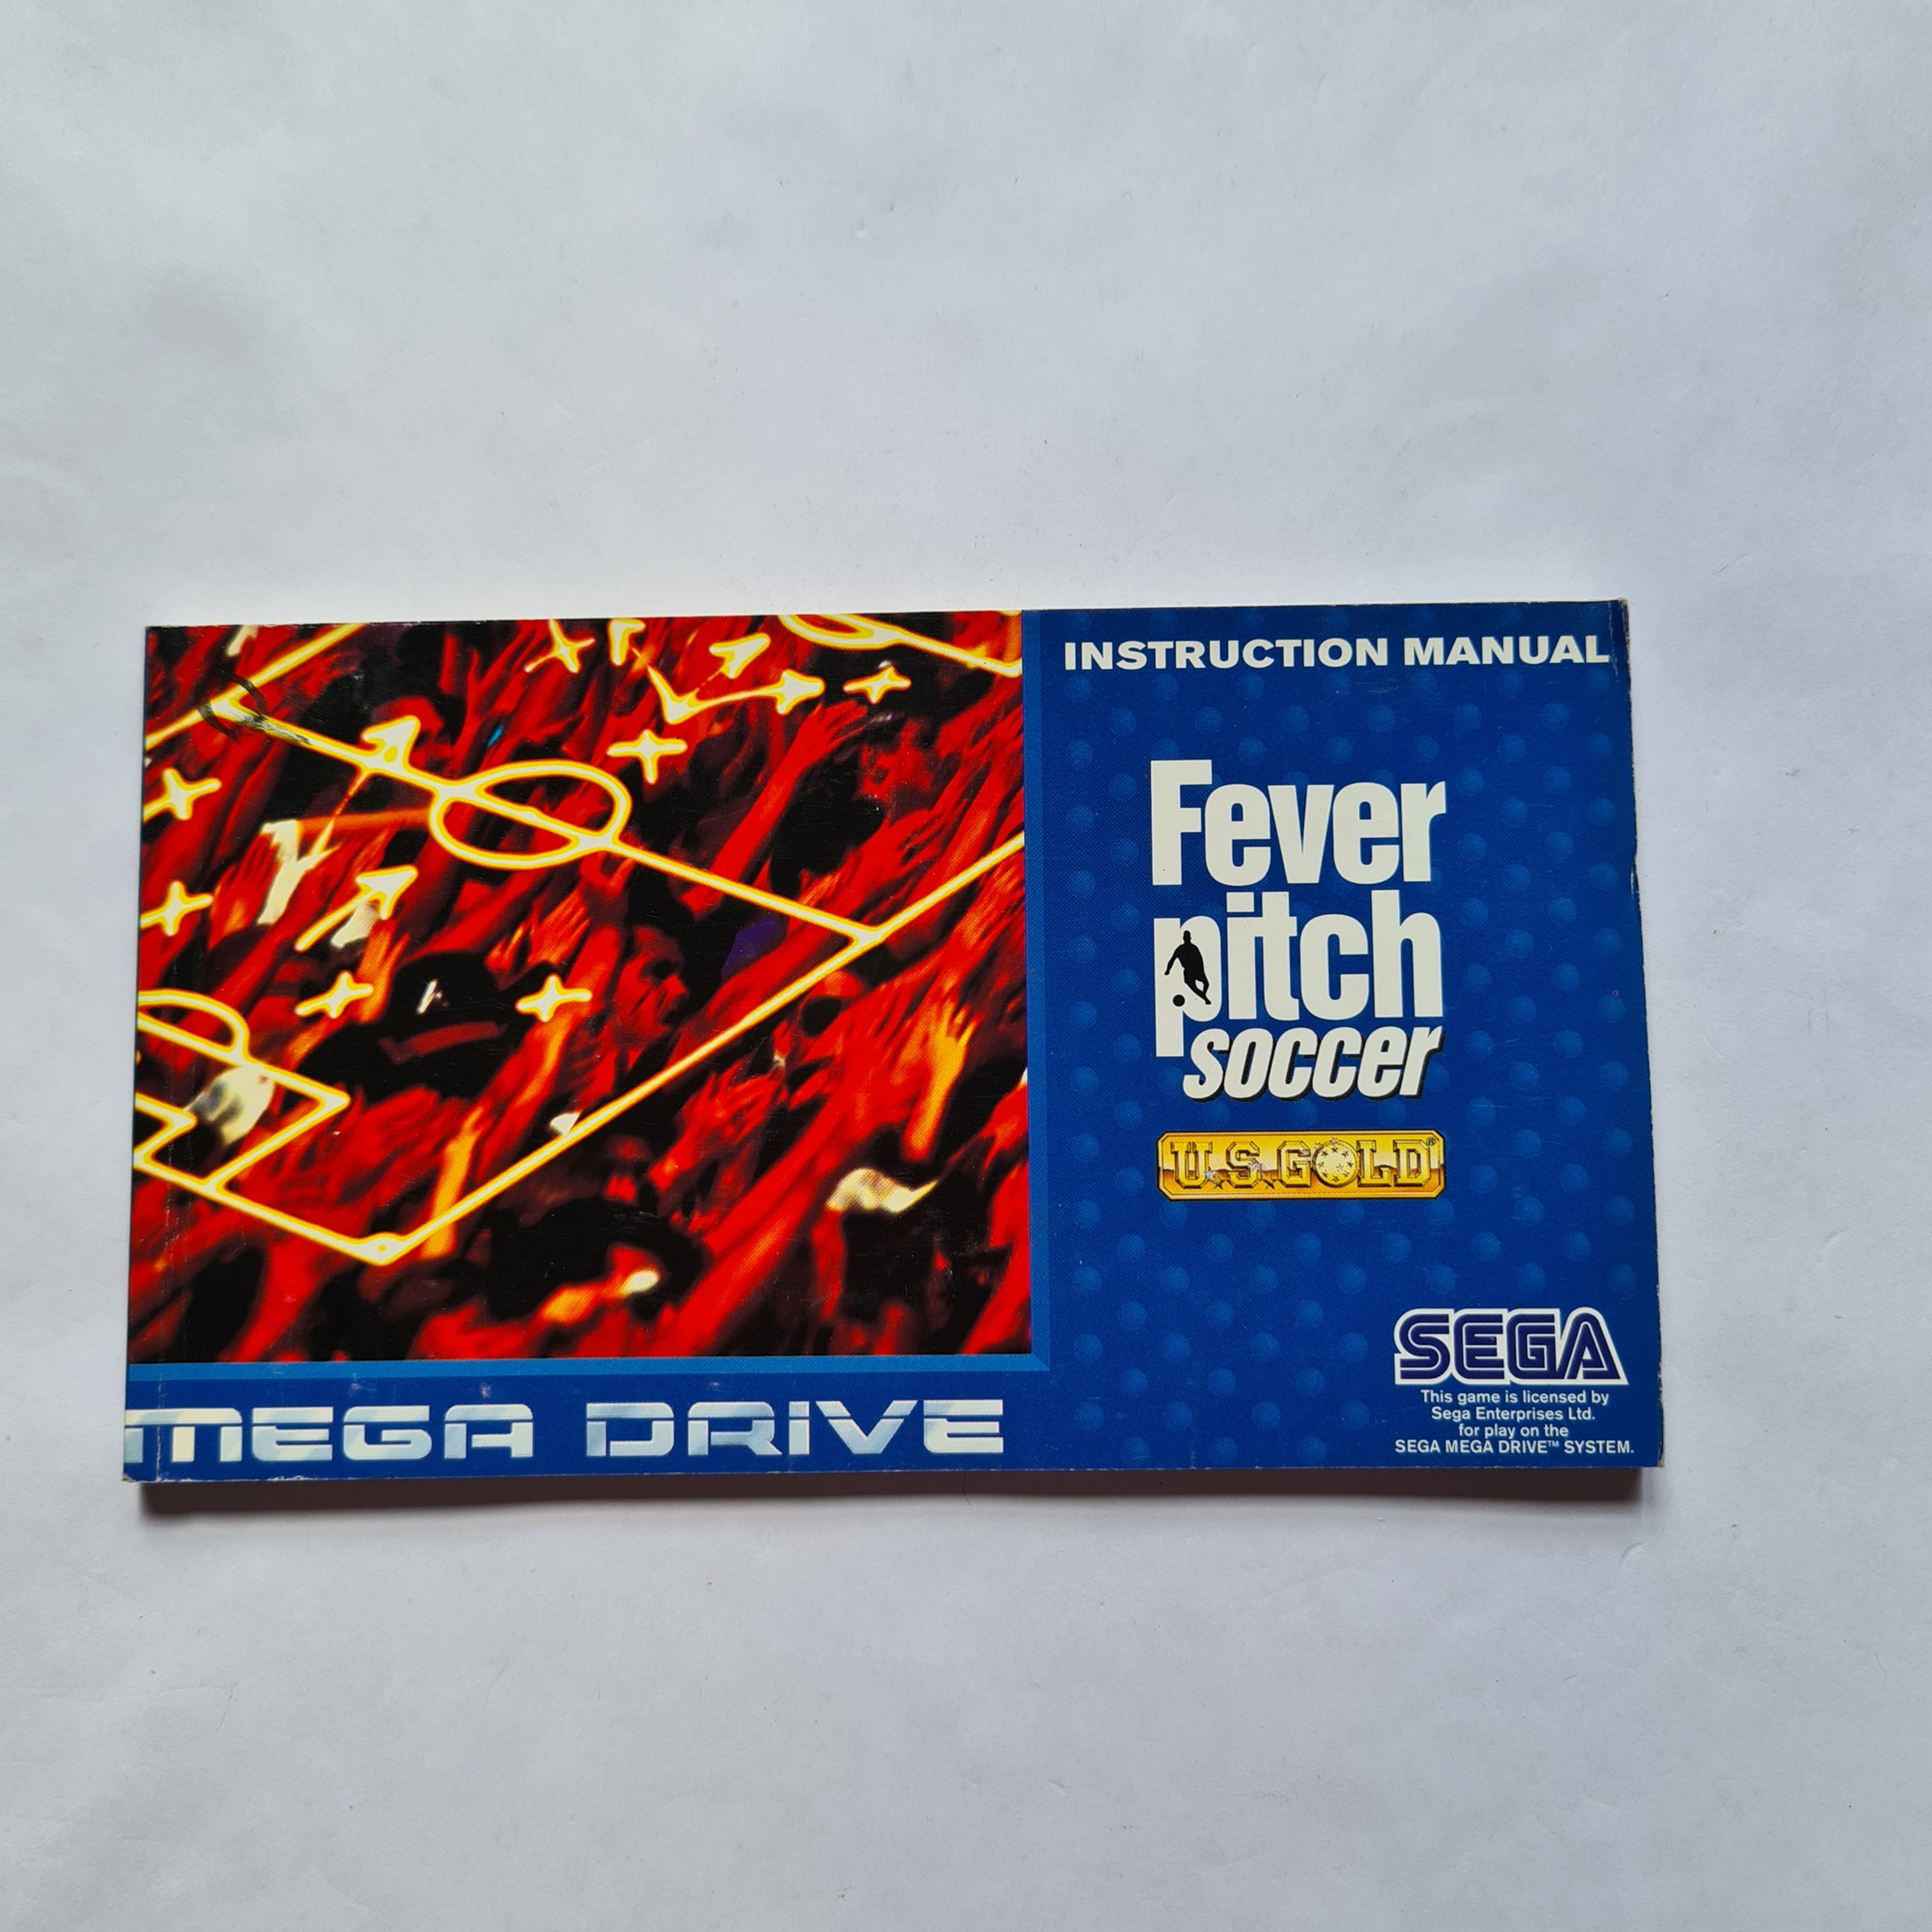 INSTRUCTION MANUAL
Fever
pitch
soccer
U.S.GOLD®
SEGA
This game is licensed by
Sega Enterprises Ltd.
for play on the
SEGA MEGA DRIVE™ SYSTEM.
MEGA DRIVE